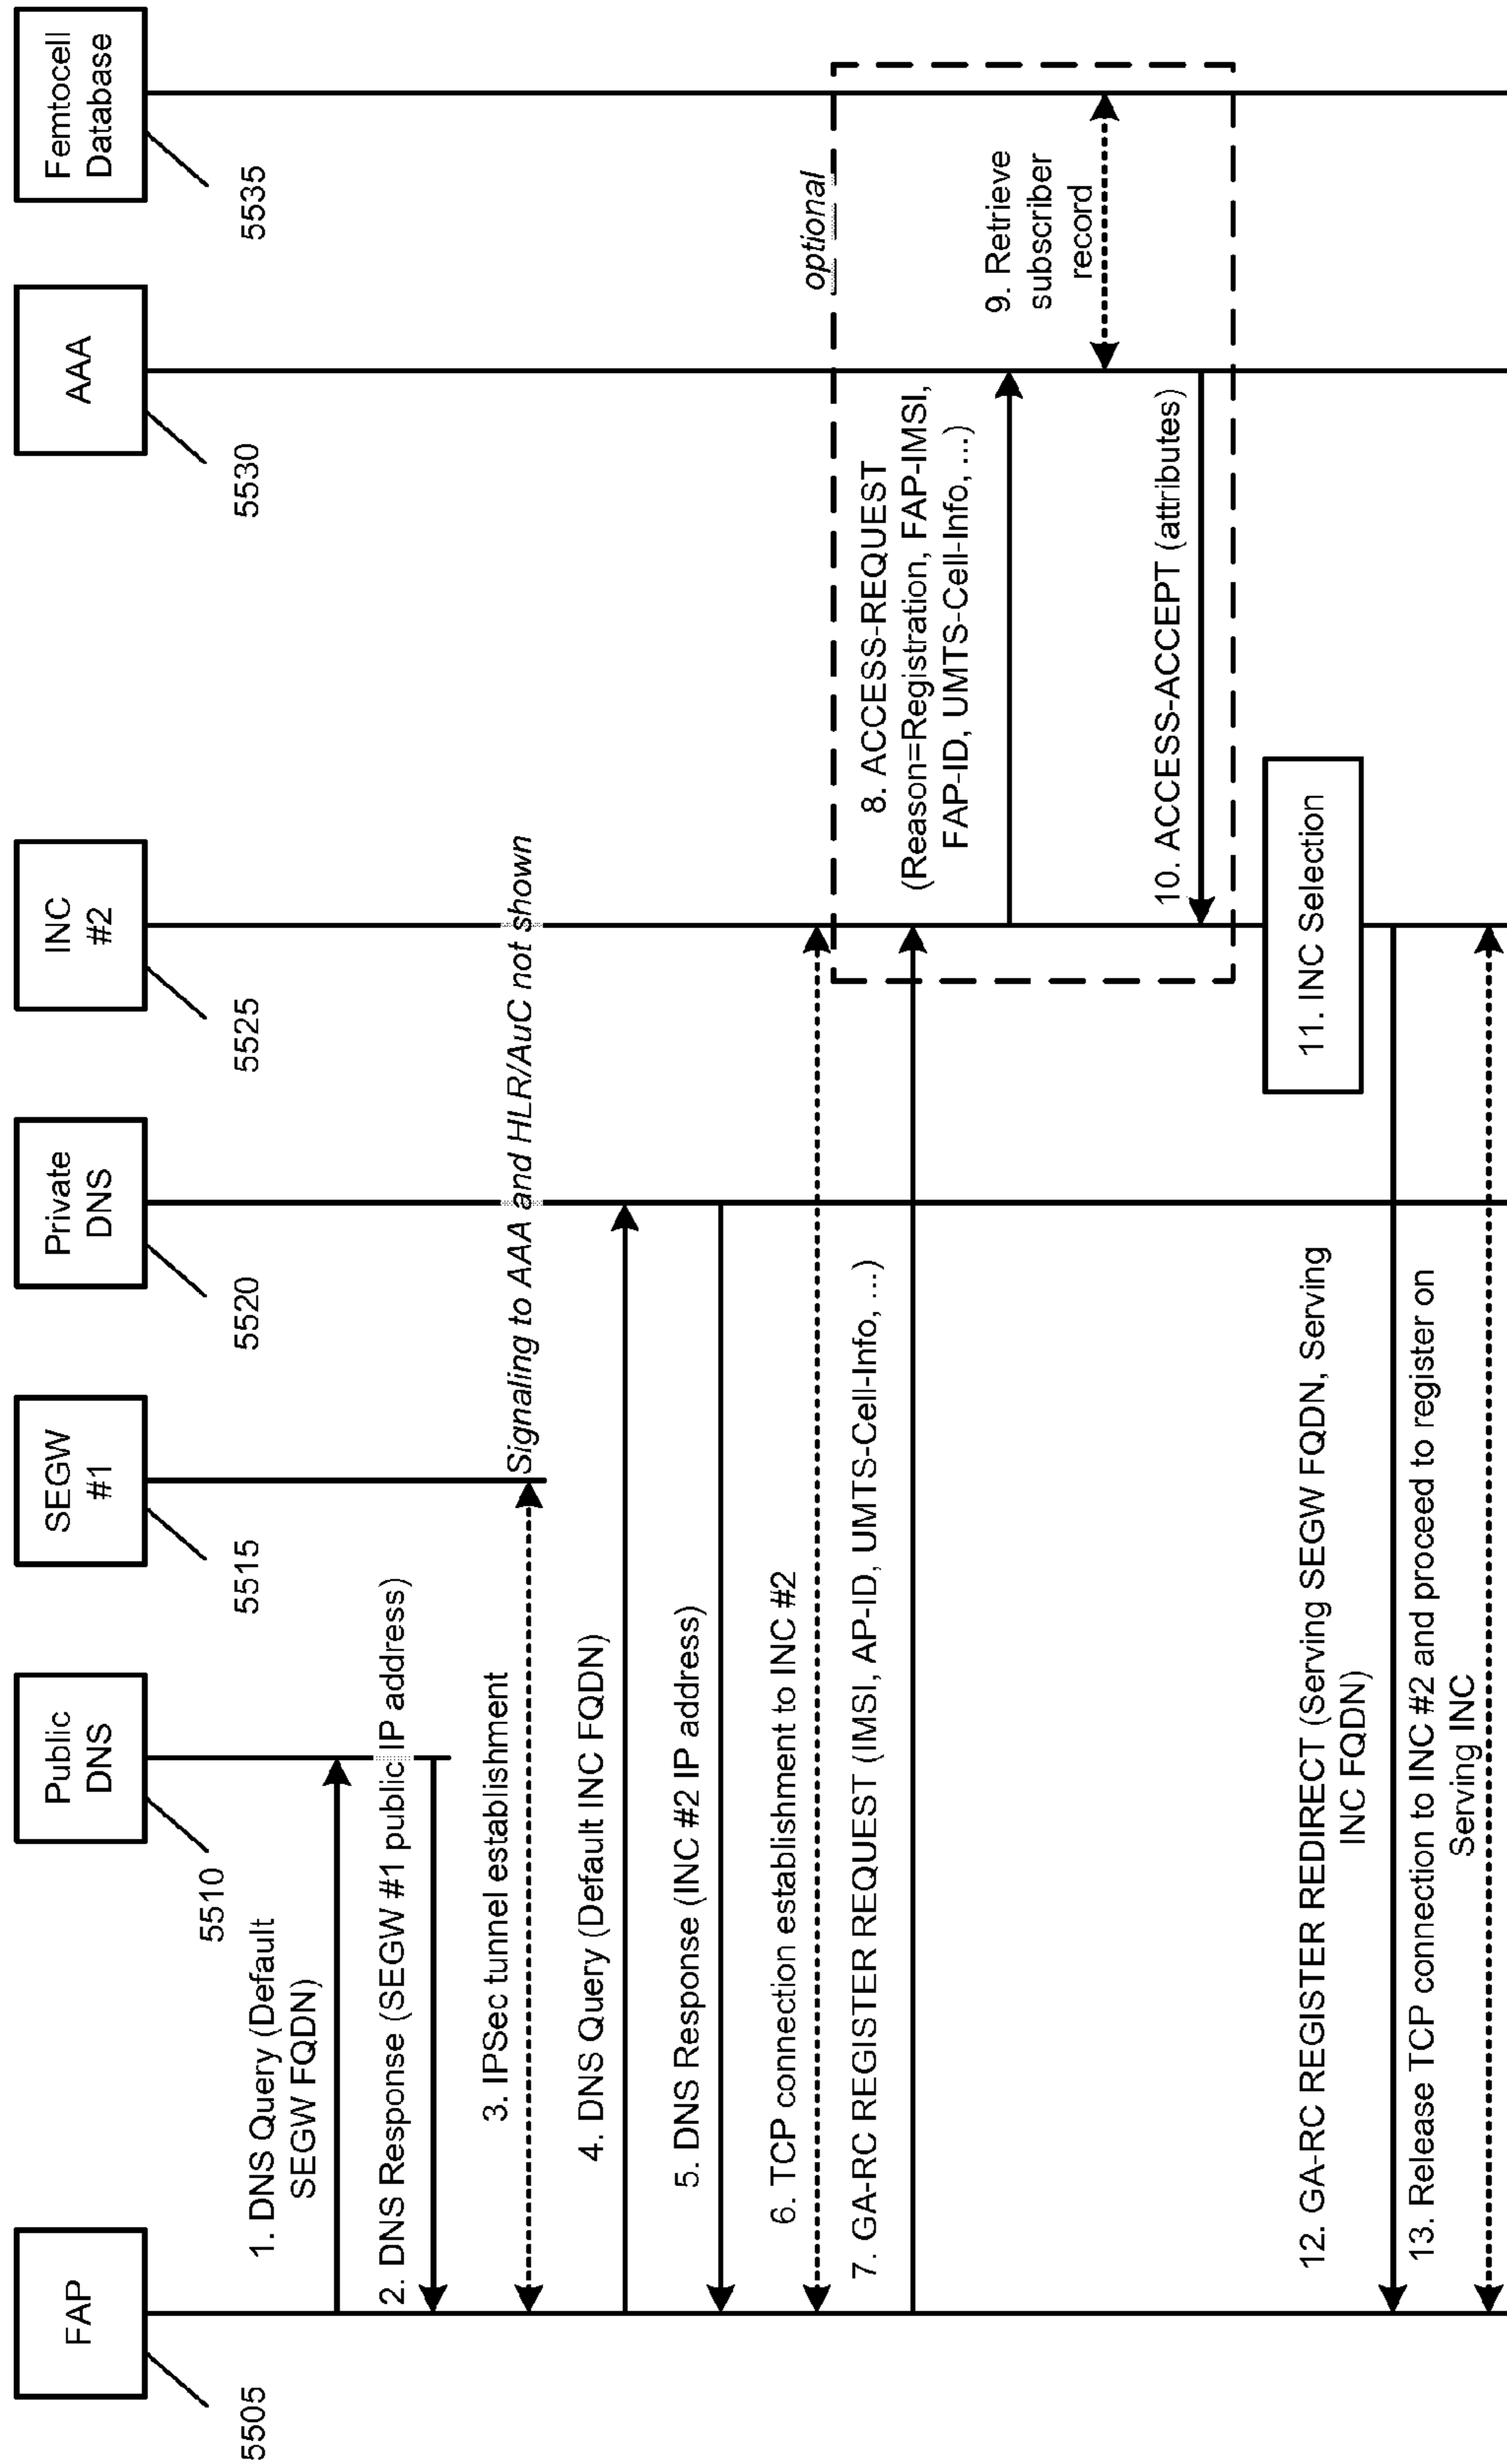 FAP
Public
DNS
SEGW
#1
Private
DNS
INC
#2
AAA
Femtocell
Database
5505
5510
5515
5520
5525
5530
5535
1. DNS Query (Default
SEGW FQDN)
2. DNS Response (SEGW #1 public IP address)
3. IPSec tunnel establishment
Signaling to AAA and HLR/AuC not shown
4. DNS Query (Default INC FQDN)
5. DNS Response (INC #2 IP address)
6. TCP connection establishment to INC #2
optional
7. GA-RC REGISTER REQUEST (IMSI, AP-ID, UMTS-Cell-Info, ...)
8. ACCESS-REQUEST
(Reason=Registration, FAP-IMSI,
FAP-ID, UMTS-Cell-Info, ...)
9. Retrieve
subscriber
record
10. ACCESS-ACCEPT (attributes)
11. INC Selection
12. GA-RC REGISTER REDIRECT (Serving SEGW FQDN, Serving
INC FQDN)
13. Release TCP connection to INC #2 and proceed to register on
Serving INC